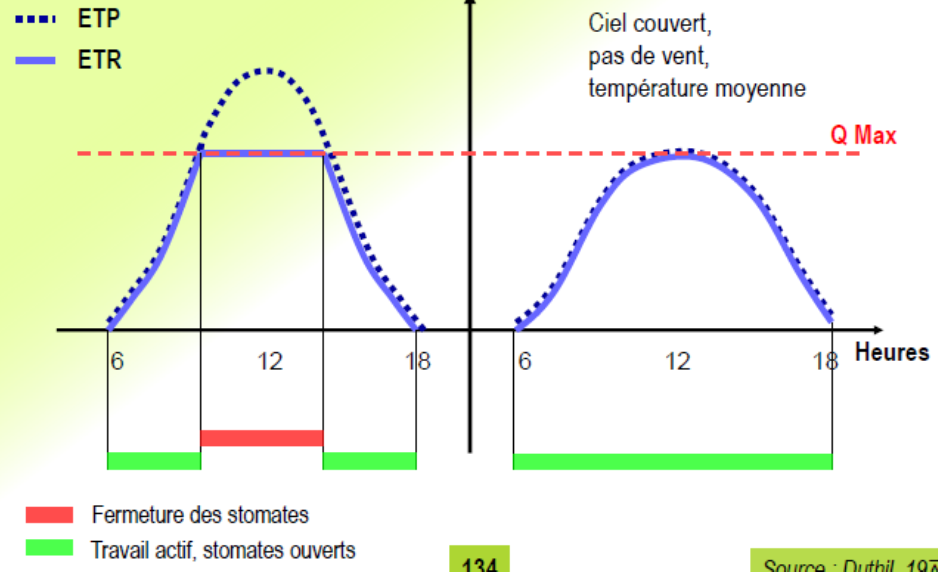 ETP
ETR
Ciel couvert,
pas de vent,
température moyenne
Q Max
6 12 18 6 12 18 Heures
Fermeture des stomates
Travail actif, stomates ouverts
134
Source : Duthil, 197